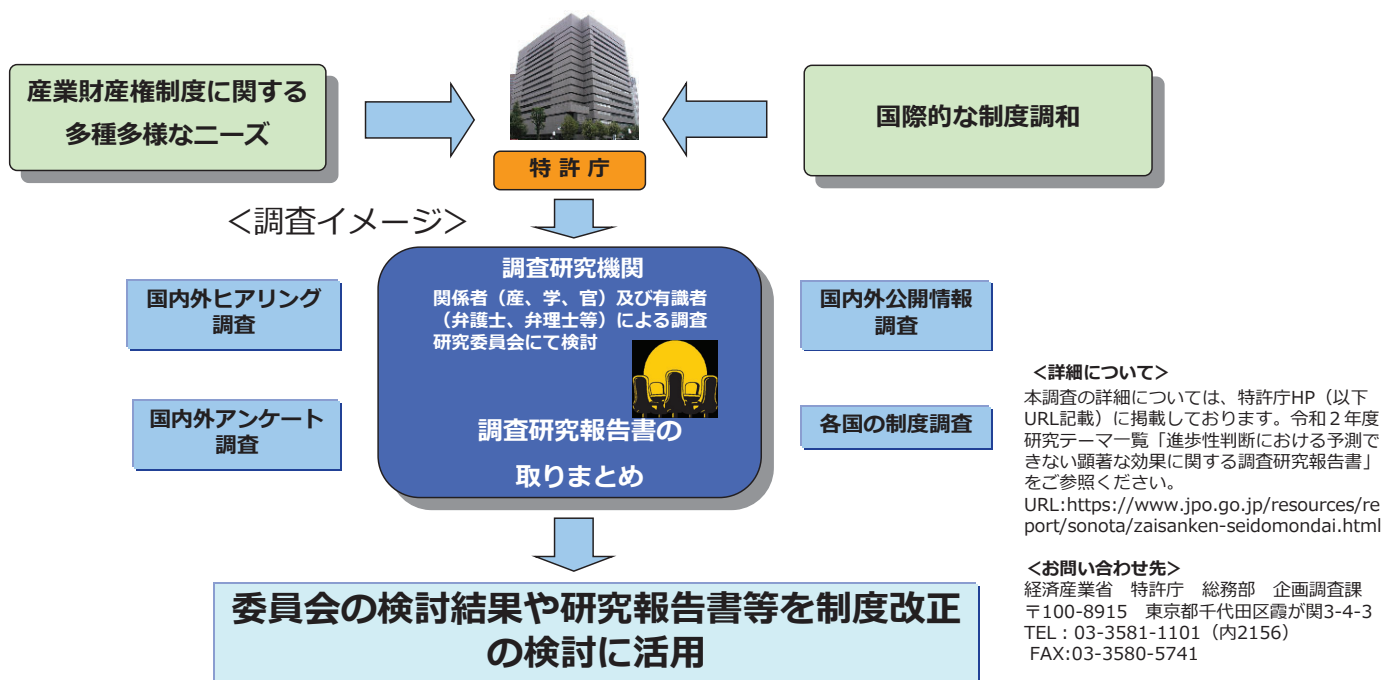 産業財産権制度に関する
多種多様なニーズ
特許庁
国際的な制度調和
＜調査イメージ＞
調査研究機関
関係者（産、学、官）及び有識者
（弁護士、弁理士等）による調査
研究委員会にて検討
調査研究報告書の
取りまとめ
国内外ヒアリング
調査
国内外アンケート
調査
国内外公開情報
調査
各国の制度調査
委員会の検討結果や研究報告書等を制度改正
の検討に活用
＜詳細について＞
本調査の詳細については、特許庁HP（以下
URL記載）に掲載しております。令和２年度
研究テーマ一覧「進歩性判断における予測で
きない顕著な効果に関する調査研究報告書」
をご参照ください。
URL:https://www.jpo.go.jp/resources/re
port/sonota/zaisanken-seidomondai.html
＜お問い合わせ先＞
経済産業省　特許庁　総務部　企画調査課
〒100-8915　東京都千代田区霞が関3-4-3
TEL：03-3581-1101（内2156）
FAX:03-3580-5741